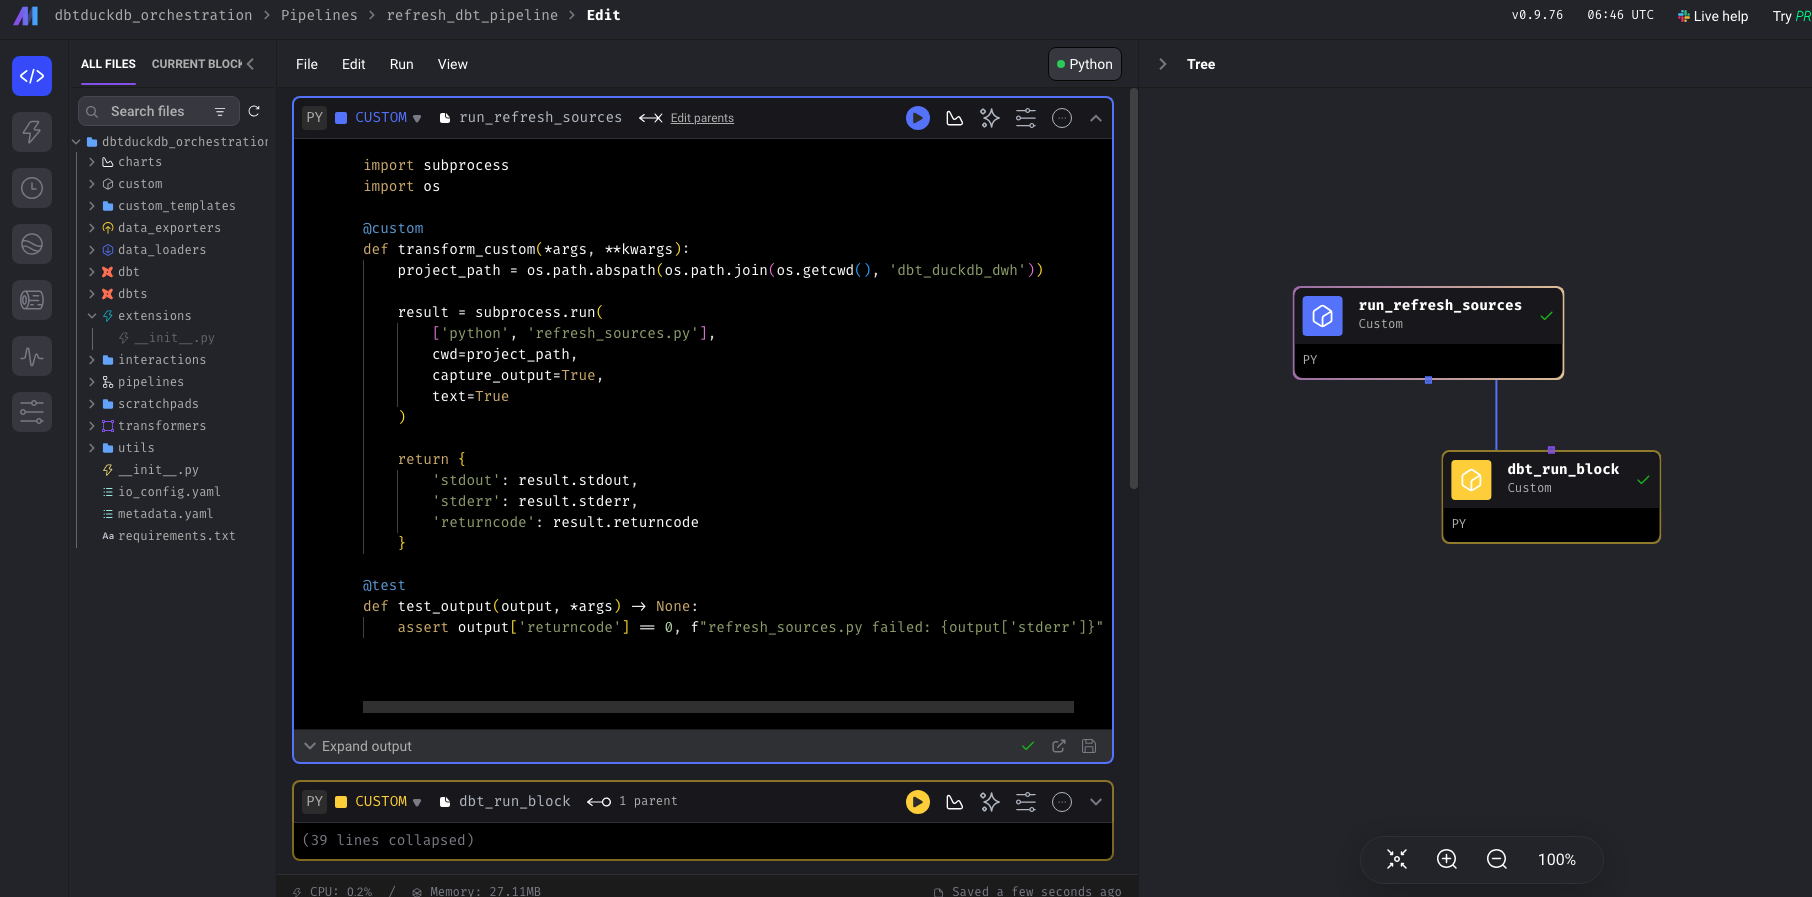 dbtduckdb_orchestration > Pipelines > refresh_dbt_pipeline > Edit
v0.9.76 06:46 UTC Live help Try PR
ALL FILES CURRENT BLOCK
Search files
dbtduckdb_orchestration
charts
custom
custom_templates
data_exporters
data_loaders
dbt
dbts
extensions
__init__.py
interactions
pipelines
scratchpads
transformers
utils
__init__.py
io_config.yaml
metadata.yaml
Aa requirements.txt
File Edit Run View
Python
PY CUSTOM run_refresh_sources Edit parents
import subprocess
import os
@custom
def transform_custom(*args, **kwargs):
project_path = os.path.abspath(os.path.join(os.getcwd(), 'dbt_duckdb_dwh'))
result = subprocess.run(
['python', 'refresh_sources.py'],
cwd=project_path,
capture_output=True,
text=True
)
return {
'stdout': result.stdout,
'stderr': result.stderr,
'returncode': result.returncode
}
@test
def test_output(output, *args) -> None:
assert output['returncode'] == 0, f"refresh_sources.py failed: {output['stderr']}"
Expand output
PY CUSTOM dbt_run_block 1 parent
(39 lines collapsed)
CPU: 0.2% / Memory: 27.11MB
Saved a few seconds ago
Tree
run_refresh_sources
Custom
PY
dbt_run_block
Custom
PY
100%